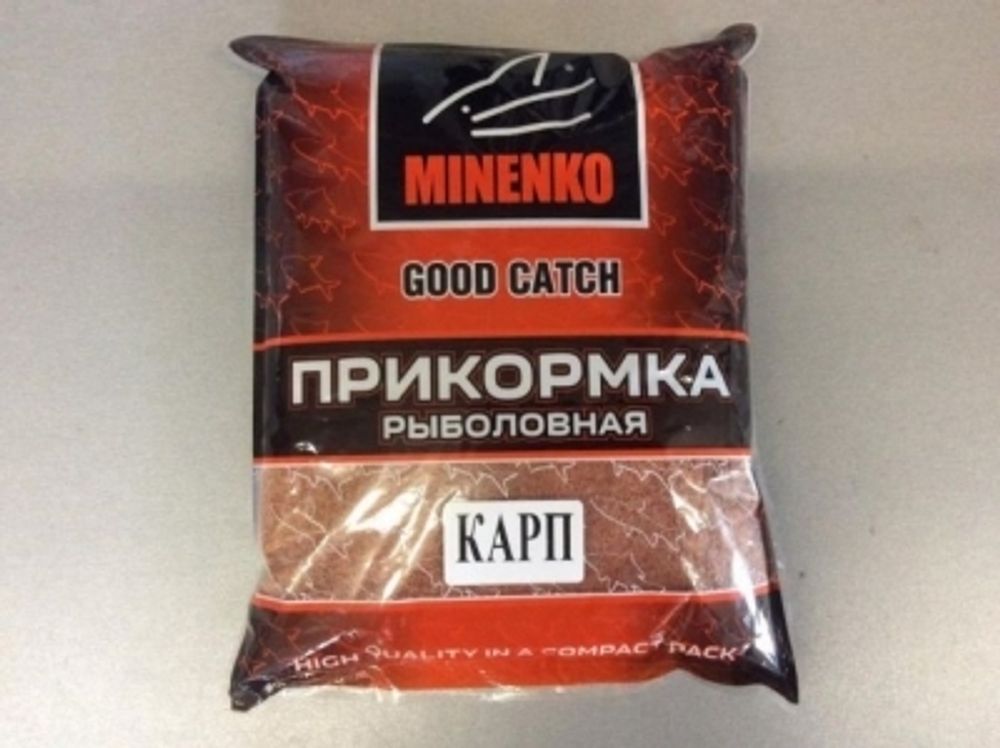 MINENKO
GOOD CATCH
ПРИКОРМКА
РЫБОЛОВНАЯ
КАРП
HIGH QUALITY IN A COMPACT PACK